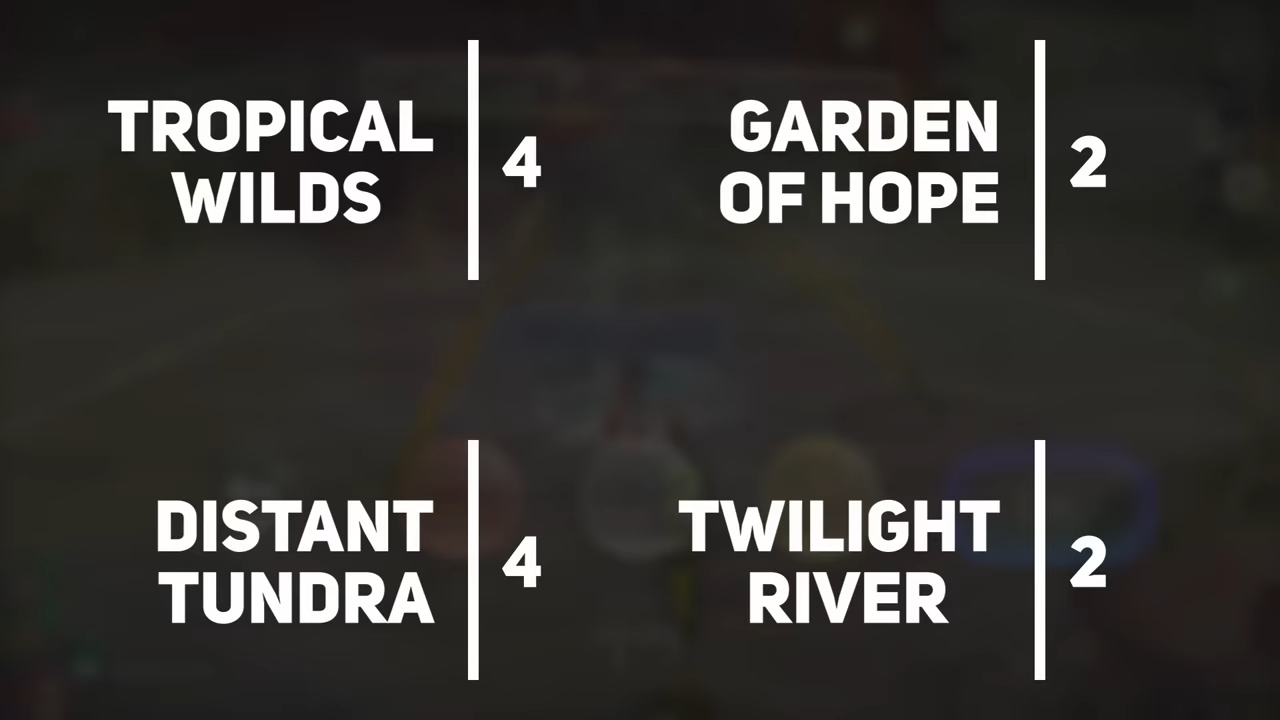 TROPICAL
WILDS
4
GARDEN
OF HOPE
2
DISTANT
TUNDRA
4
TWILIGHT
RIVER
2